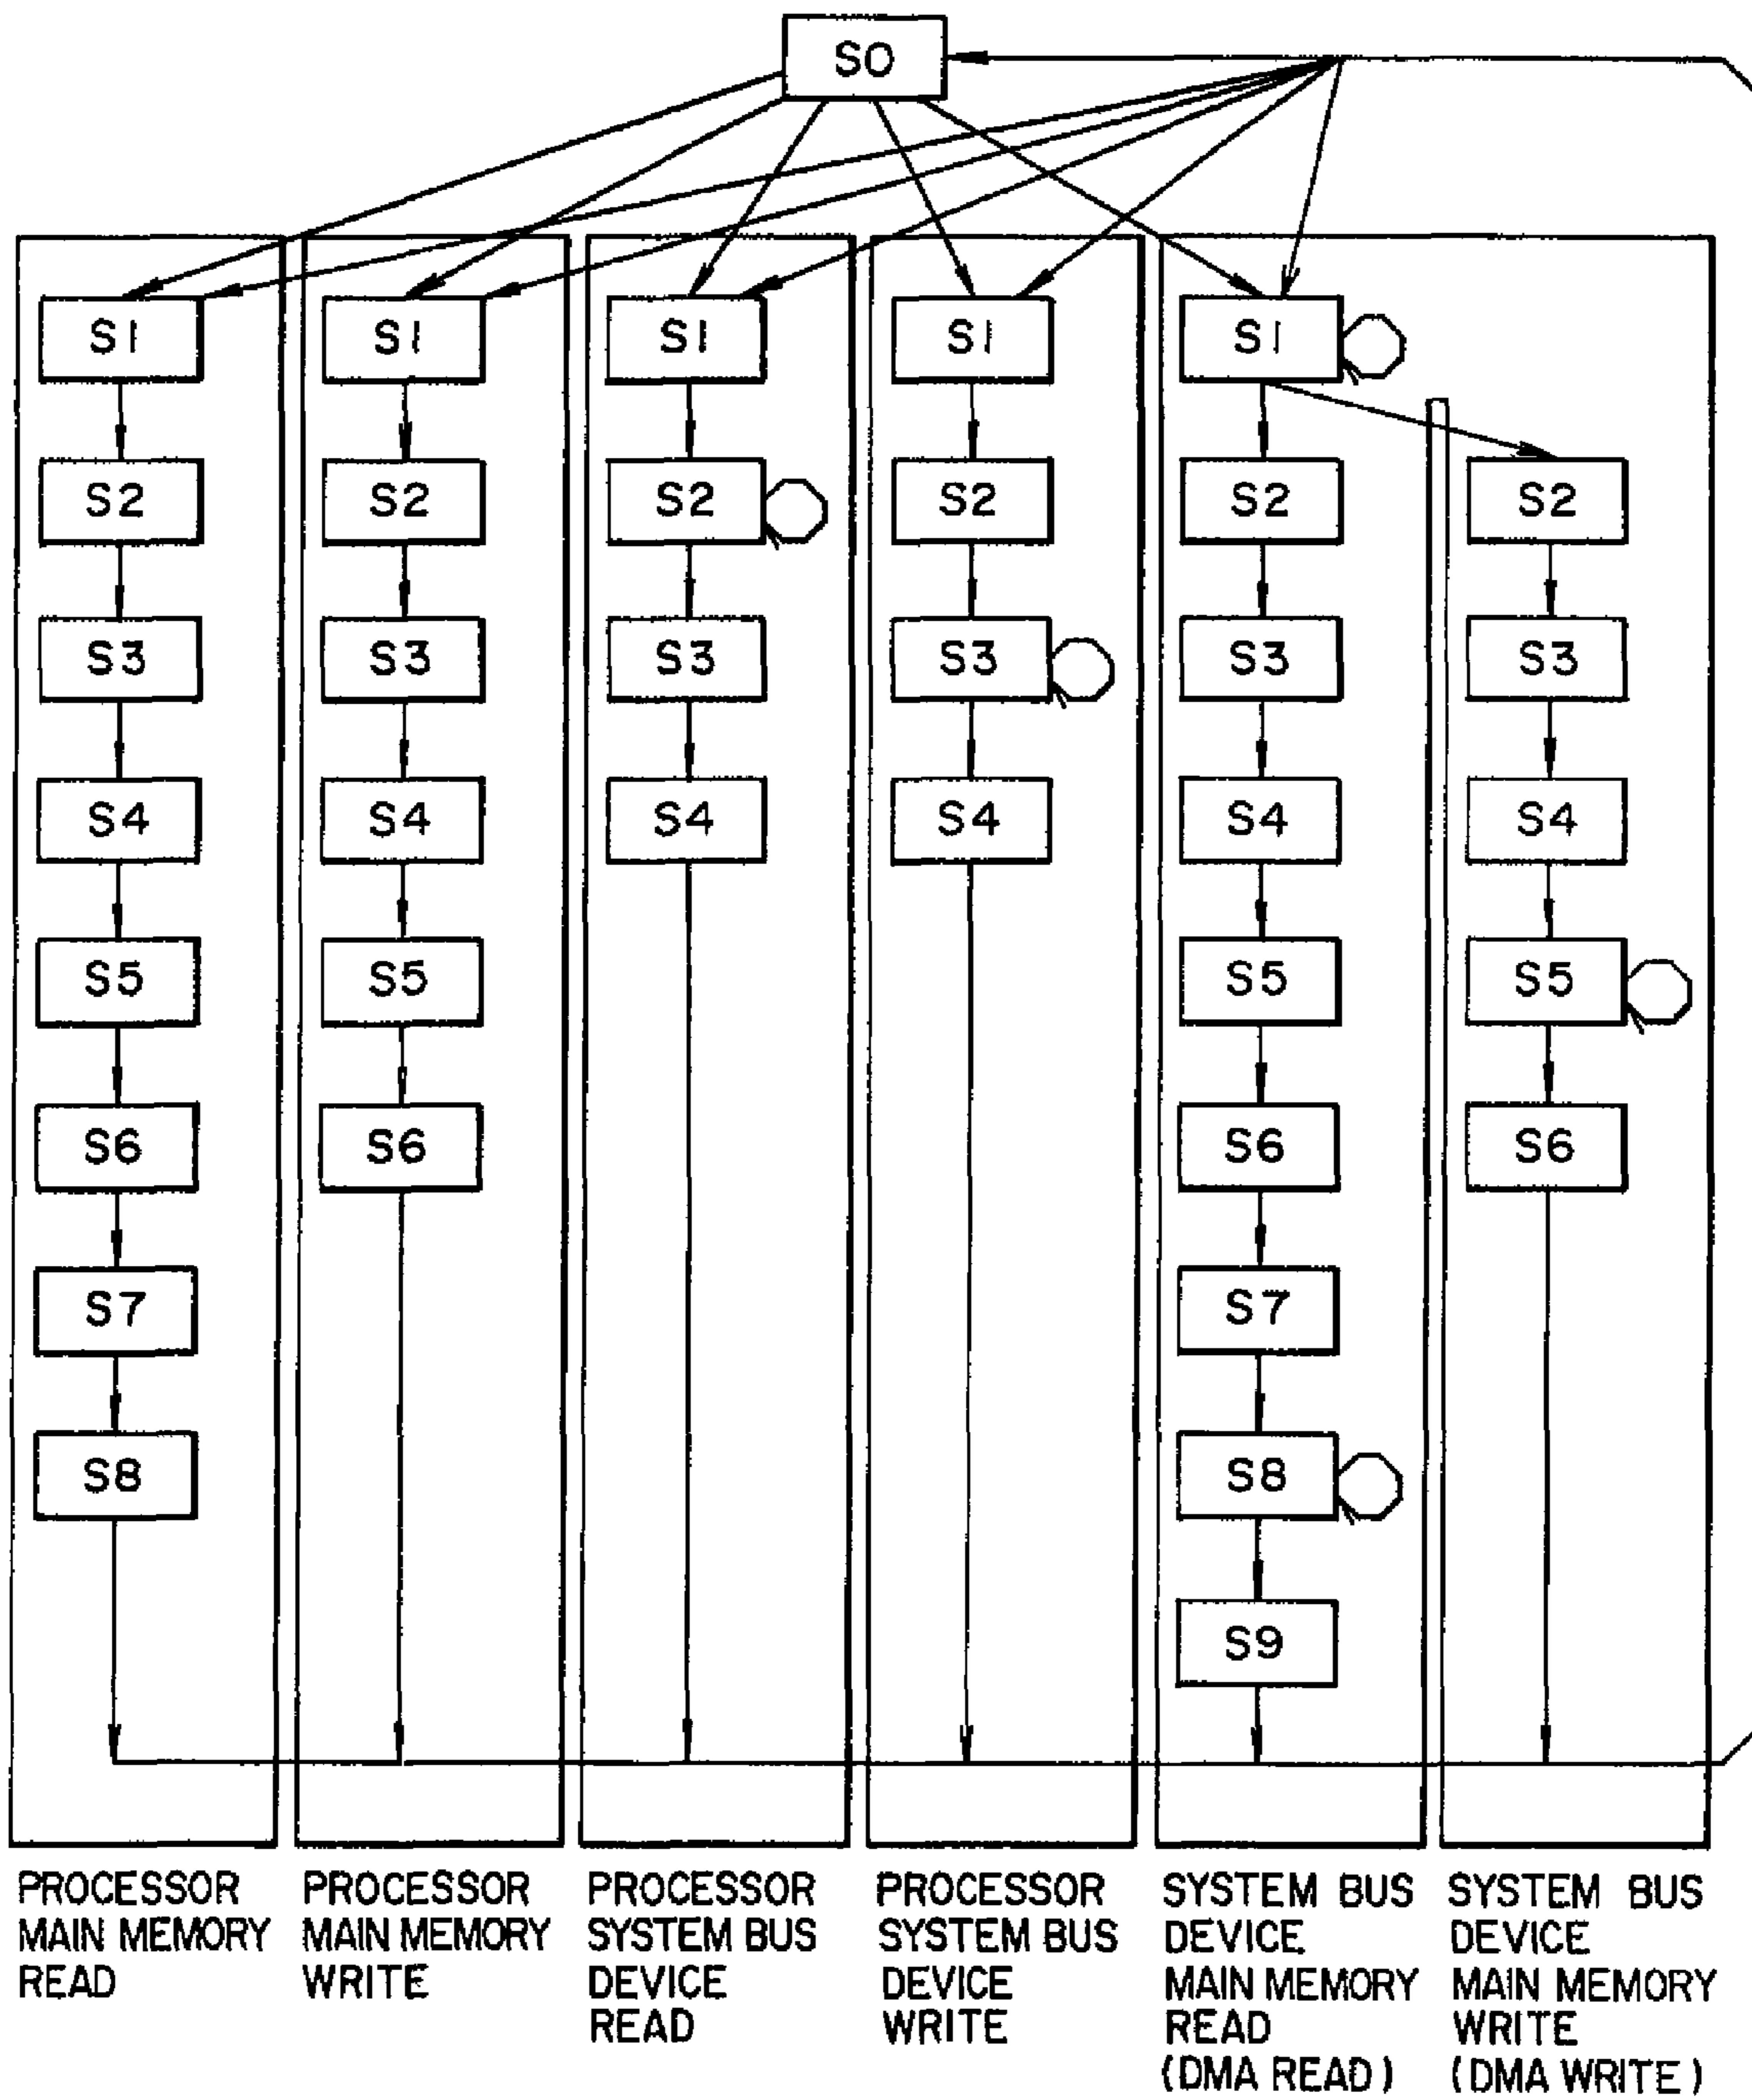 S0
S1 S1 S1 S1 S1
S2 S2 S2 S2 S2 S2
S3 S3 S3 S3 S3 S3
S4 S4 S4 S4 S4 S4
S5 S5 S5 S5
S6 S6 S6 S6
S7 S7
S8 S8
S9
PROCESSOR
MAIN MEMORY
READ
PROCESSOR
MAIN MEMORY
WRITE
PROCESSOR
SYSTEM BUS
DEVICE
READ
PROCESSOR
SYSTEM BUS
DEVICE
WRITE
SYSTEM BUS
DEVICE
MAIN MEMORY
READ
(DMA READ)
SYSTEM BUS
DEVICE
MAIN MEMORY
WRITE
(DMA WRITE)